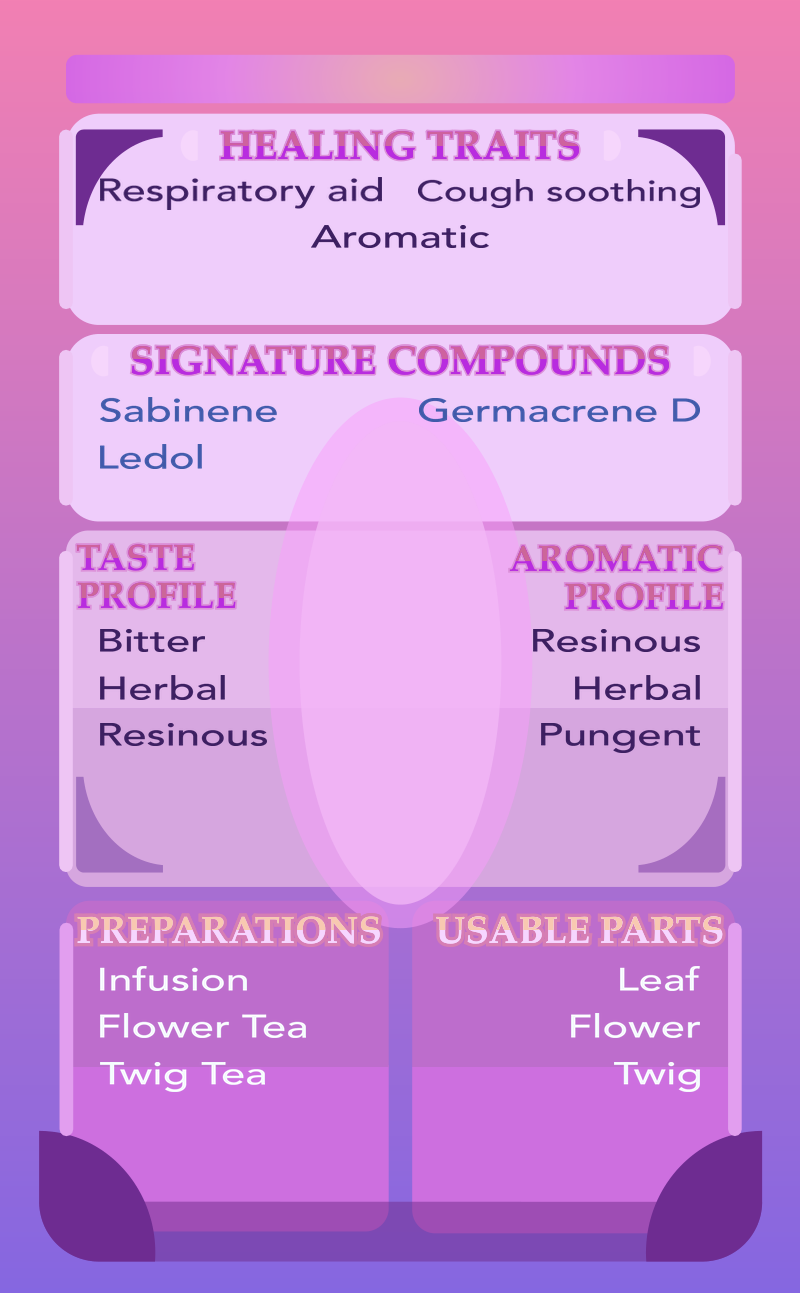 HEALING TRAITS
Respiratory aid Cough soothing
Aromatic
SIGNATURE COMPOUNDS
Sabinene Germacrene D
Ledol
TASTE
PROFILE
Bitter
Herbal
Resinous
AROMATIC
PROFILE
Resinous
Herbal
Pungent
PREPARATIONS
Infusion
Flower Tea
Twig Tea
USABLE PARTS
Leaf
Flower
Twig